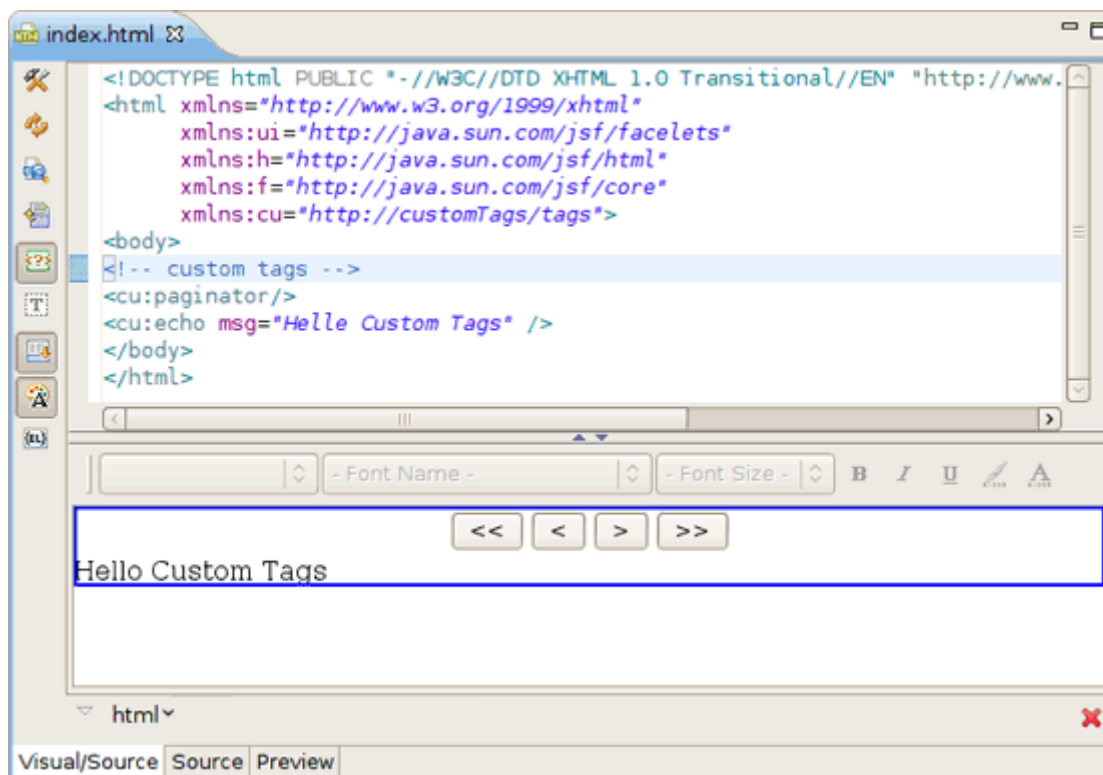 index.html
<!DOCTYPE html PUBLIC "-//W3C//DTD XHTML 1.0 Transitional//EN" "http://www.
<html xmlns="http://www.w3.org/1999/xhtml"
xmlns:ui="http://java.sun.com/jsf/facelets"
xmlns:h="http://java.sun.com/jsf/html"
xmlns:f="http://java.sun.com/jsf/core"
xmlns:cu="http://customTags/tags">
<body>
<!-- custom tags -->
<cu:paginator/>
<cu:echo msg="Helle Custom Tags" />
</body>
</html>
- Font Name - - Font Size - B I U A
<< < > >>
Hello Custom Tags
html
Visual/Source Source Preview